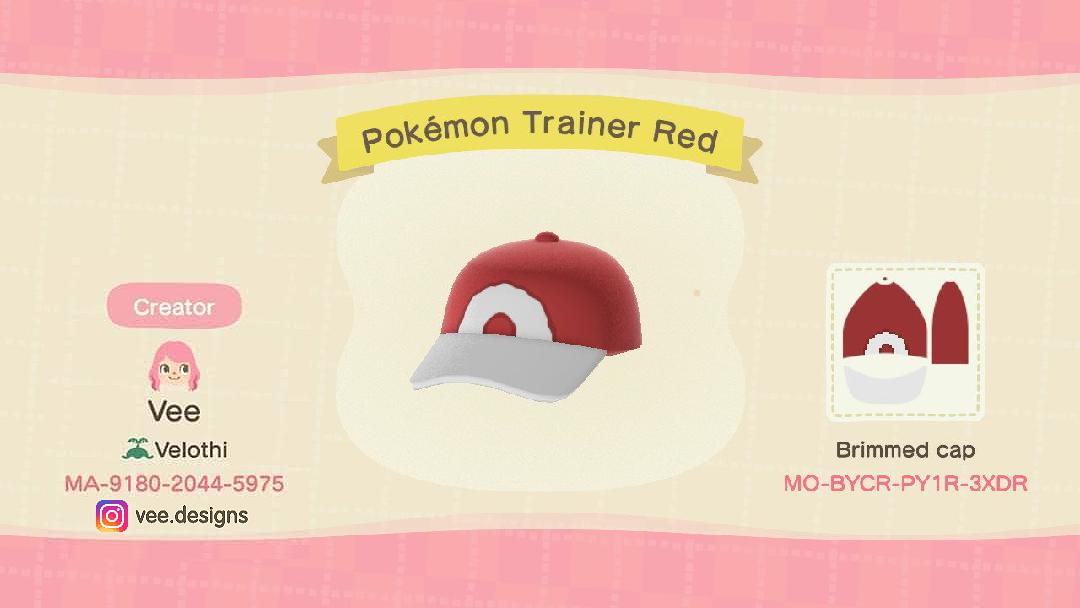 Pokémon Trainer Red
Creator
Vee
Velothi
MA-9180-2044-5975
vee.designs
Brimmed cap
MO-BYCR-PY1R-3XDR